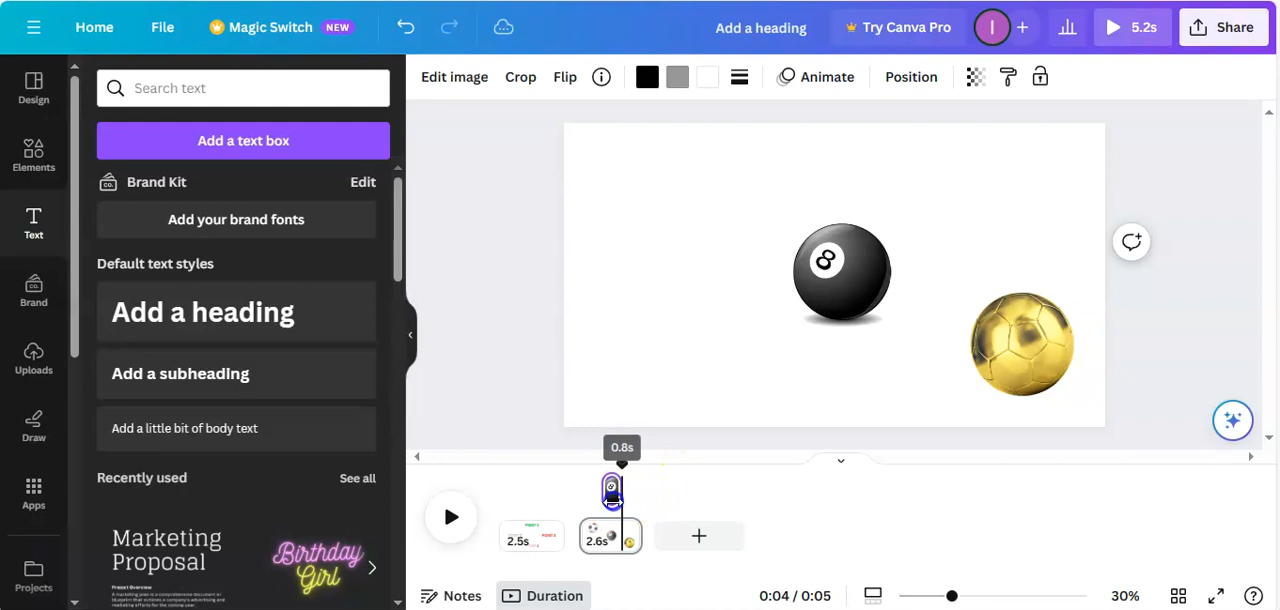 Home
File
Magic Switch NEW
Add a heading
Try Canva Pro
I
5.2s
Share
Design
Elements
Text
Brand
Uploads
Draw
Apps
Projects
Search text
Add a text box
Brand Kit
Edit
Add your brand fonts
Default text styles
Add a heading
Add a subheading
Add a little bit of body text
Recently used
See all
Marketing
Proposal
Project Overview
Birthday
Girl
Edit image
Crop
Flip
Animate
Position
8
0.8s
2.5s
2.6s
Notes
Duration
0:04 / 0:05
30%